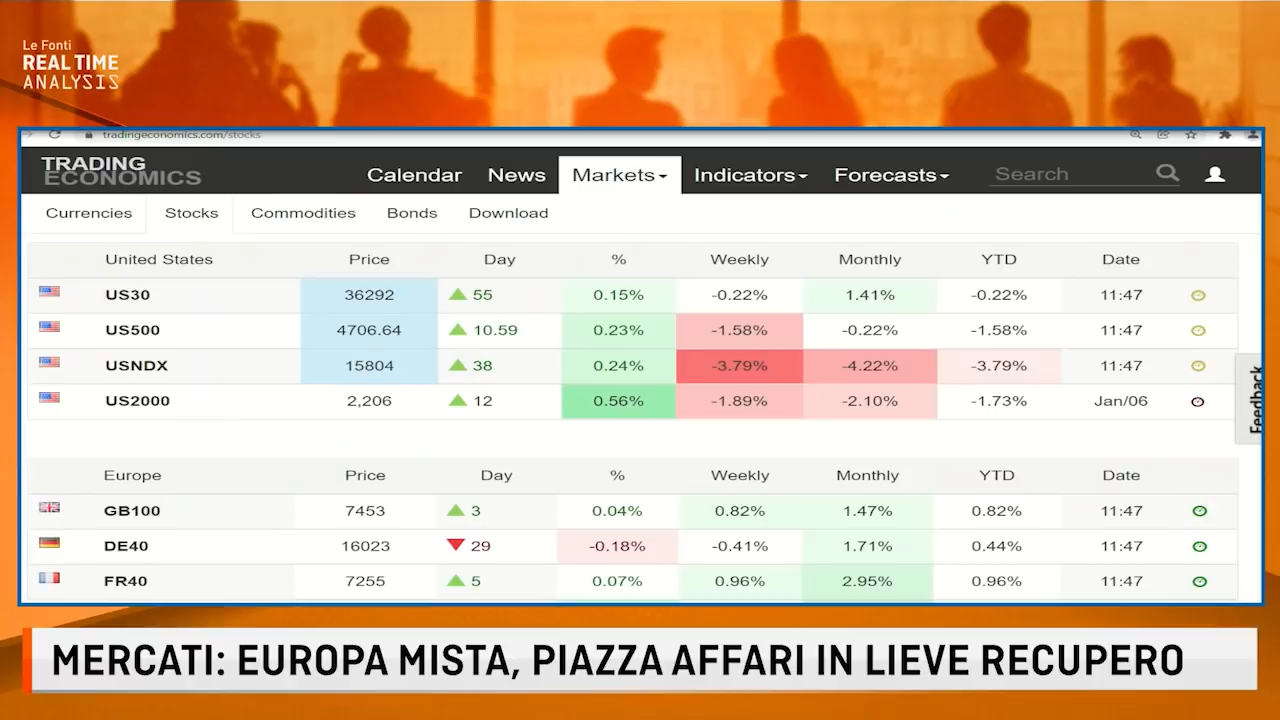 Le Fonti
REAL TIME
ANALYSIS
tradingeconomics.com/stocks
TRADING
ECONOMICS
Calendar News Markets Indicators Forecasts Search
Currencies Stocks Commodities Bonds Download
United States Price Day % Weekly Monthly YTD Date
US30 36292 55 0.15% -0.22% 1.41% -0.22% 11:47
US500 4706.64 10.59 0.23% -1.58% -0.22% -1.58% 11:47
USNDX 15804 38 0.24% -3.79% -4.22% -3.79% 11:47
US2000 2,206 12 0.56% -1.89% -2.10% -1.73% Jan/06
Feedback
Europe Price Day % Weekly Monthly YTD Date
GB100 7453 3 0.04% 0.82% 1.47% 0.82% 11:47
DE40 16023 29 -0.18% -0.41% 1.71% 0.44% 11:47
FR40 7255 5 0.07% 0.96% 2.95% 0.96% 11:47
MERCATI: EUROPA MISTA, PIAZZA AFFARI IN LIEVE RECUPERO